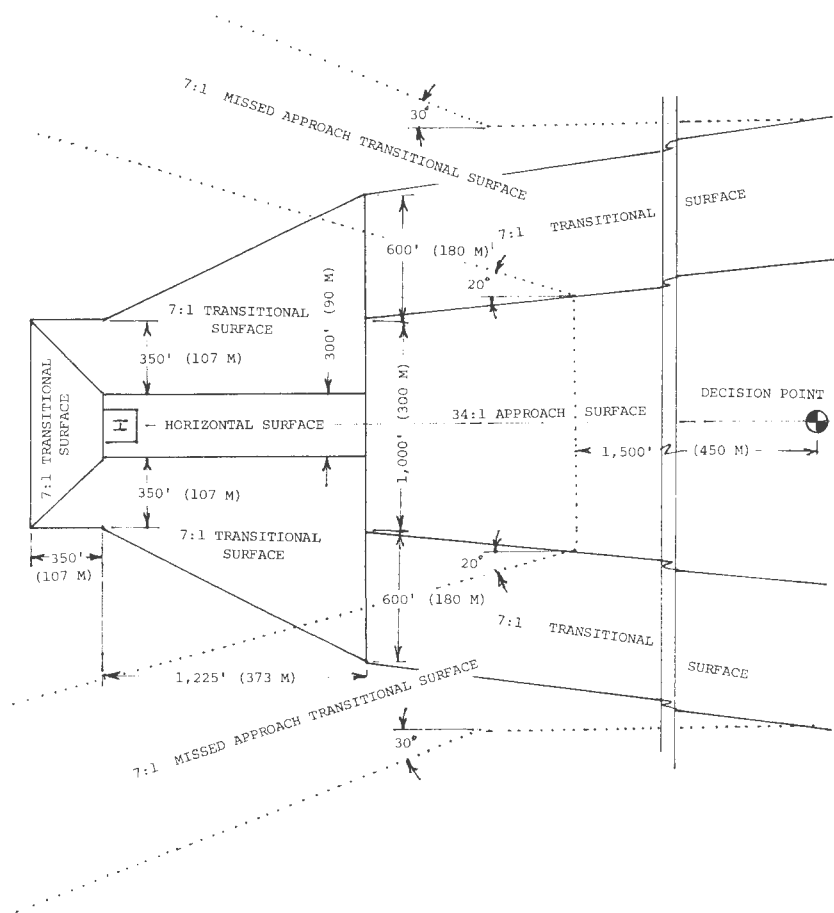 7:1 MISSED APPROACH TRANSITIONAL SURFACE
30°
7:1 TRANSITIONAL SURFACE
600' (180 M)
20°
7:1 TRANSITIONAL
SURFACE
350' (107 M)
300' (90 M)
1,000' (300 M)
7:1 TRANSITIONAL
SURFACE
H
HORIZONTAL SURFACE
34:1 APPROACH SURFACE
DECISION POINT
1,500' (450 M)
350' (107 M)
7:1 TRANSITIONAL
SURFACE
350'
(107 M)
20°
600' (180 M)
7:1 TRANSITIONAL SURFACE
1,225' (373 M)
7:1 MISSED APPROACH TRANSITIONAL SURFACE
30°